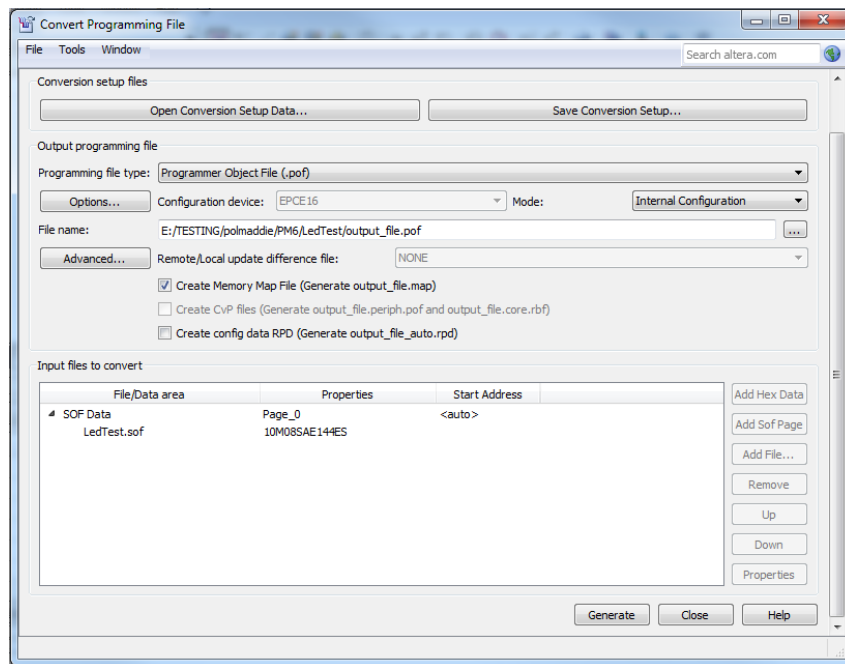 Convert Programming File
File Tools Window
Search altera.com
Conversion setup files
Open Conversion Setup Data... Save Conversion Setup...
Output programming file
Programming file type: Programmer Object File (.pof)
Options... Configuration device: EPCE16 Mode: Internal Configuration
File name: E:/TESTING/polmaddie/PM6/LedTest/output_file.pof ...
Advanced... Remote/Local update difference file: NONE
Create Memory Map File (Generate output_file.map)
Create CvP files (Generate output_file.periph.pof and output_file.core.rbf)
Create config data RPD (Generate output_file_auto.rpd)
Input files to convert
File/Data area Properties Start Address
SOF Data Page_0 <auto>
LedTest.sof 10M08SAE144ES
Add Hex Data
Add Sof Page
Add File...
Remove
Up
Down
Properties
Generate Close Help